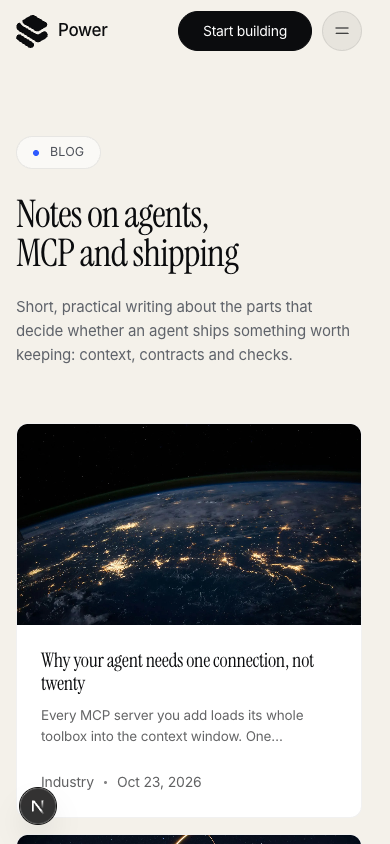 Power
Start building
BLOG
Notes on agents,
MCP and shipping
Short, practical writing about the parts that
decide whether an agent ships something worth
keeping: context, contracts and checks.
Why your agent needs one connection, not
twenty
Every MCP server you add loads its whole
toolbox into the context window. One...
Industry • Oct 23, 2026
N